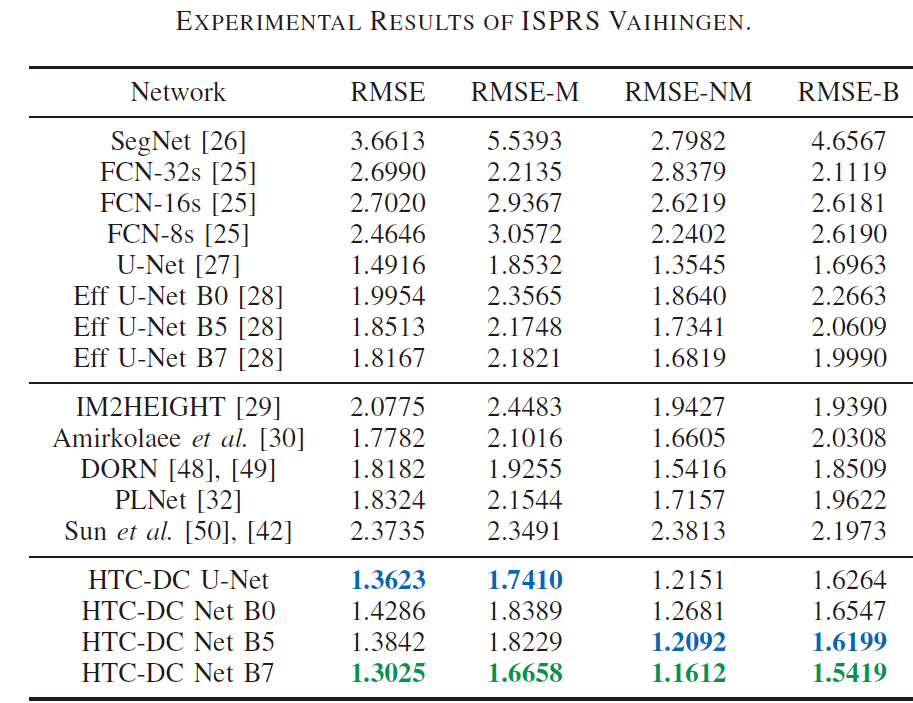 EXPERIMENTAL RESULTS OF ISPRS VAIHINGEN.
Network RMSE RMSE-M RMSE-NM RMSE-B
SegNet [26] 3.6613 5.5393 2.7982 4.6567
FCN-32s [25] 2.6990 2.2135 2.8379 2.1119
FCN-16s [25] 2.7020 2.9367 2.6219 2.6181
FCN-8s [25] 2.4646 3.0572 2.2402 2.6190
U-Net [27] 1.4916 1.8532 1.3545 1.6963
Eff U-Net B0 [28] 1.9954 2.3565 1.8640 2.2663
Eff U-Net B5 [28] 1.8513 2.1748 1.7341 2.0609
Eff U-Net B7 [28] 1.8167 2.1821 1.6819 1.9990
IM2HEIGHT [29] 2.0775 2.4483 1.9427 1.9390
Amirkolaee et al. [30] 1.7782 2.1016 1.6605 2.0308
DORN [48], [49] 1.8182 1.9255 1.5416 1.8509
PLNet [32] 1.8324 2.1544 1.7157 1.9622
Sun et al. [50], [42] 2.3735 2.3491 2.3813 2.1973
HTC-DC U-Net 1.3623 1.7410 1.2151 1.6264
HTC-DC Net B0 1.4286 1.8389 1.2681 1.6547
HTC-DC Net B5 1.3842 1.8229 1.2092 1.6199
HTC-DC Net B7 1.3025 1.6658 1.1612 1.5419